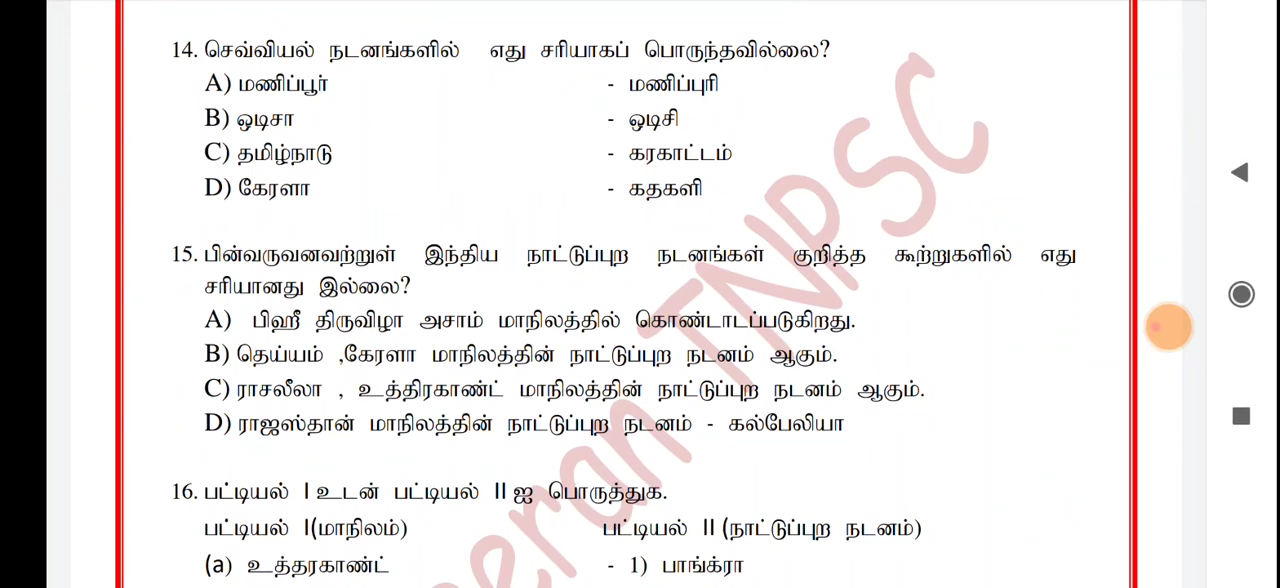 14. செவ்வியல் நடனங்களில் எது சரியாகப் பொருந்தவில்லை?
A) மணிப்பூர் - மணிப்புரி
B) ஒடிசா - ஒடிசி
C) தமிழ்நாடு - கரகாட்டம்
D) கேரளா - கதகளி
15. பின்வருவனவற்றுள் இந்திய நாட்டுப்புற நடனங்கள் குறித்த கூற்றுகளில் எது
சரியானது இல்லை?
A) பிஹீ திருவிழா அசாம் மாநிலத்தில் கொண்டாடப்படுகிறது.
B) தெய்யம் ,கேரளா மாநிலத்தின் நாட்டுப்புற நடனம் ஆகும்.
C) ராசலீலா , உத்திரகாண்ட் மாநிலத்தின் நாட்டுப்புற நடனம் ஆகும்.
D) ராஜஸ்தான் மாநிலத்தின் நாட்டுப்புற நடனம் - கல்பேலியா
16. பட்டியல் I உடன் பட்டியல் II ஐ பொருத்துக.
பட்டியல் I(மாநிலம்) பட்டியல் II (நாட்டுப்புற நடனம்)
(a) உத்தரகாண்ட் - 1) பாங்க்ரா
eran TNPSC